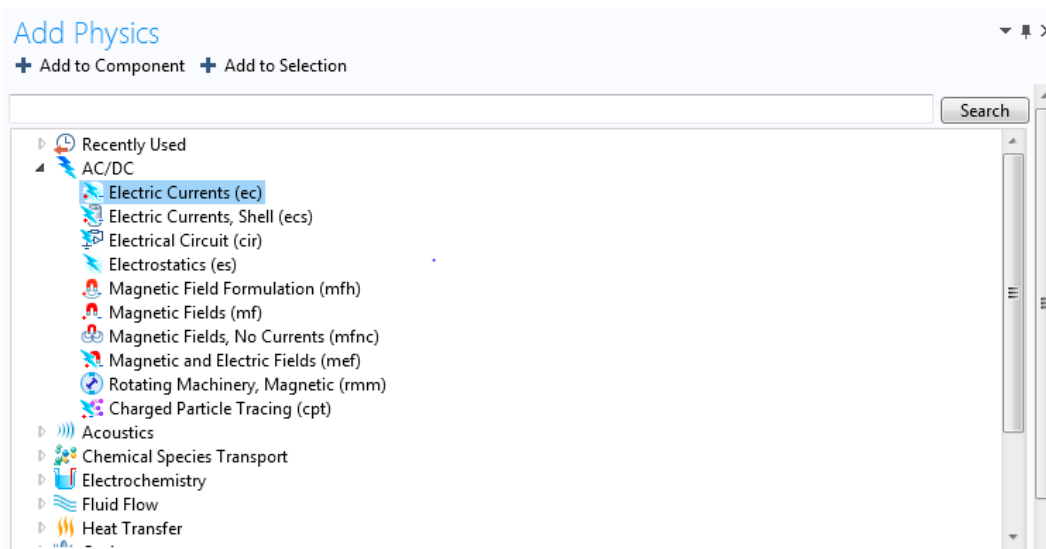 Add Physics
+ Add to Component + Add to Selection
Search
Recently Used
AC/DC
Electric Currents (ec)
Electric Currents, Shell (ecs)
Electrical Circuit (cir)
Electrostatics (es)
Magnetic Field Formulation (mfh)
Magnetic Fields (mf)
Magnetic Fields, No Currents (mfnc)
Magnetic and Electric Fields (mef)
Rotating Machinery, Magnetic (rmm)
Charged Particle Tracing (cpt)
Acoustics
Chemical Species Transport
Electrochemistry
Fluid Flow
Heat Transfer